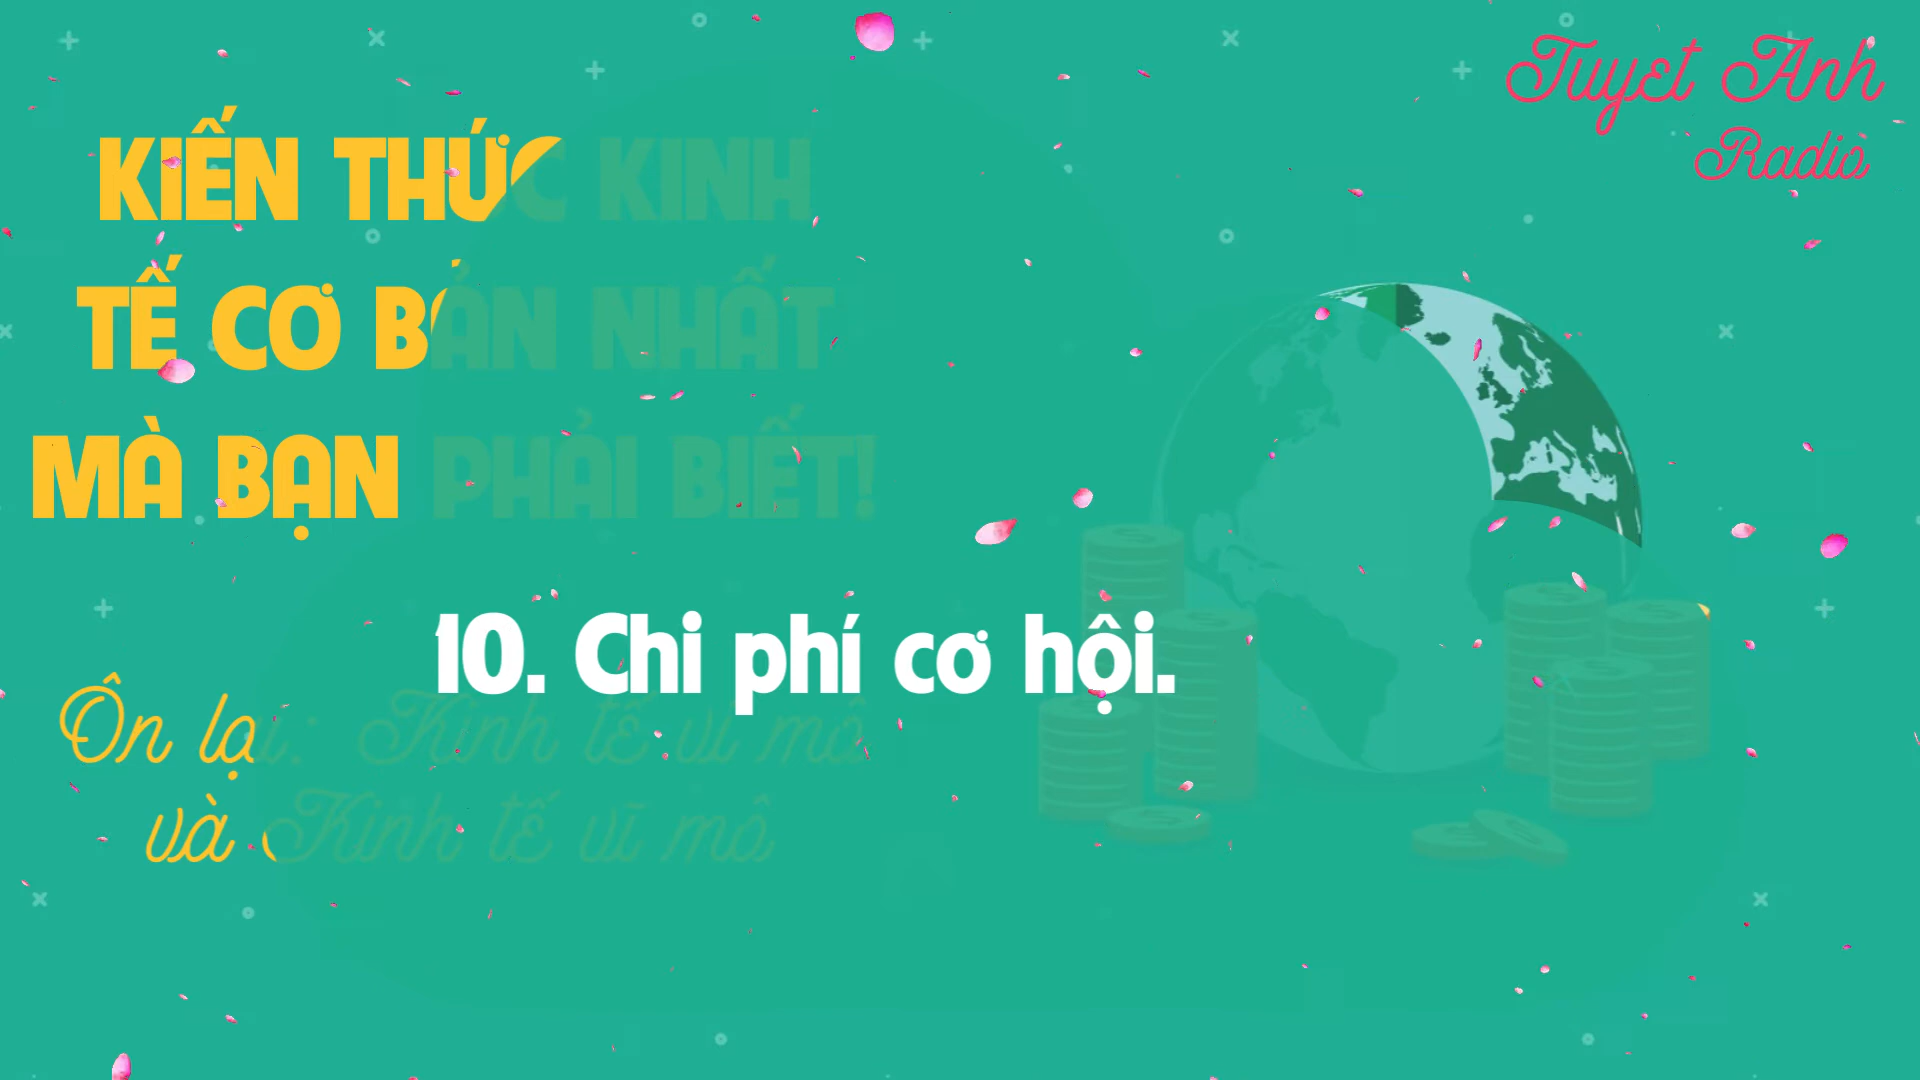 Tuyet Anh
Radio
KIẾN THỨC KINH
TẾ CƠ BẢN NHẤT
MÀ BẠN PHẢI BIẾT!
10. Chi phí cơ hội.
Ôn lại: Kinh tế vi mô
và Kinh tế vĩ mô